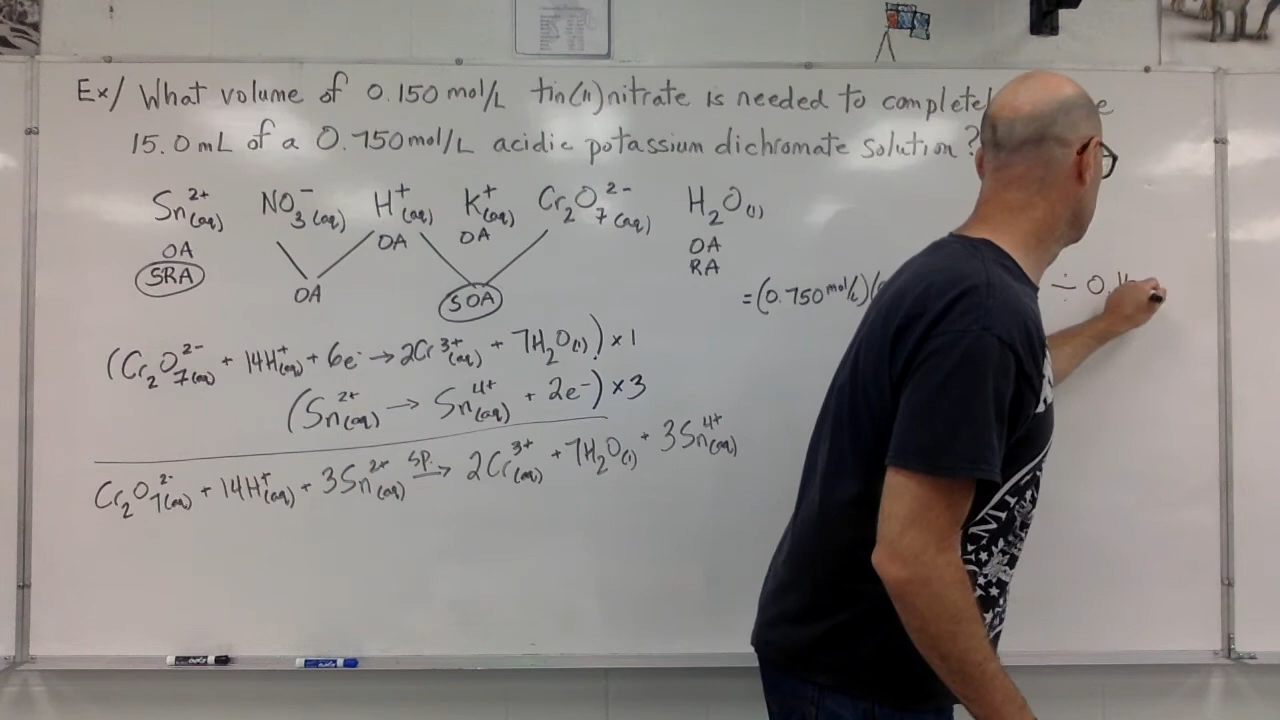 Ex/ What volume of 0.150 mol/L tin(II) nitrate is needed to
15.0 mL of a 0.750 mol/L acidic potassium dichromate solution?
Sn²⁺(aq) NO₃⁻(aq) H⁺(aq) K⁺(aq) Cr₂O₇²⁻(aq) H₂O(l)
OA OA OA OA
SRA OA SOA RA
=(0.750 mol/L)( ÷ 0.1
(Cr₂O₇²⁻(aq) + 14H⁺(aq) + 6e⁻ → 2Cr³⁺(aq) + 7H₂O(l)) × 1
(Sn²⁺(aq) → Sn⁴⁺(aq) + 2e⁻) × 3
Cr₂O₇²⁻(aq) + 14H⁺(aq) + 3Sn²⁺(aq) SP. → 2Cr³⁺(aq) + 7H₂O(l) + 3Sn⁴⁺(aq)